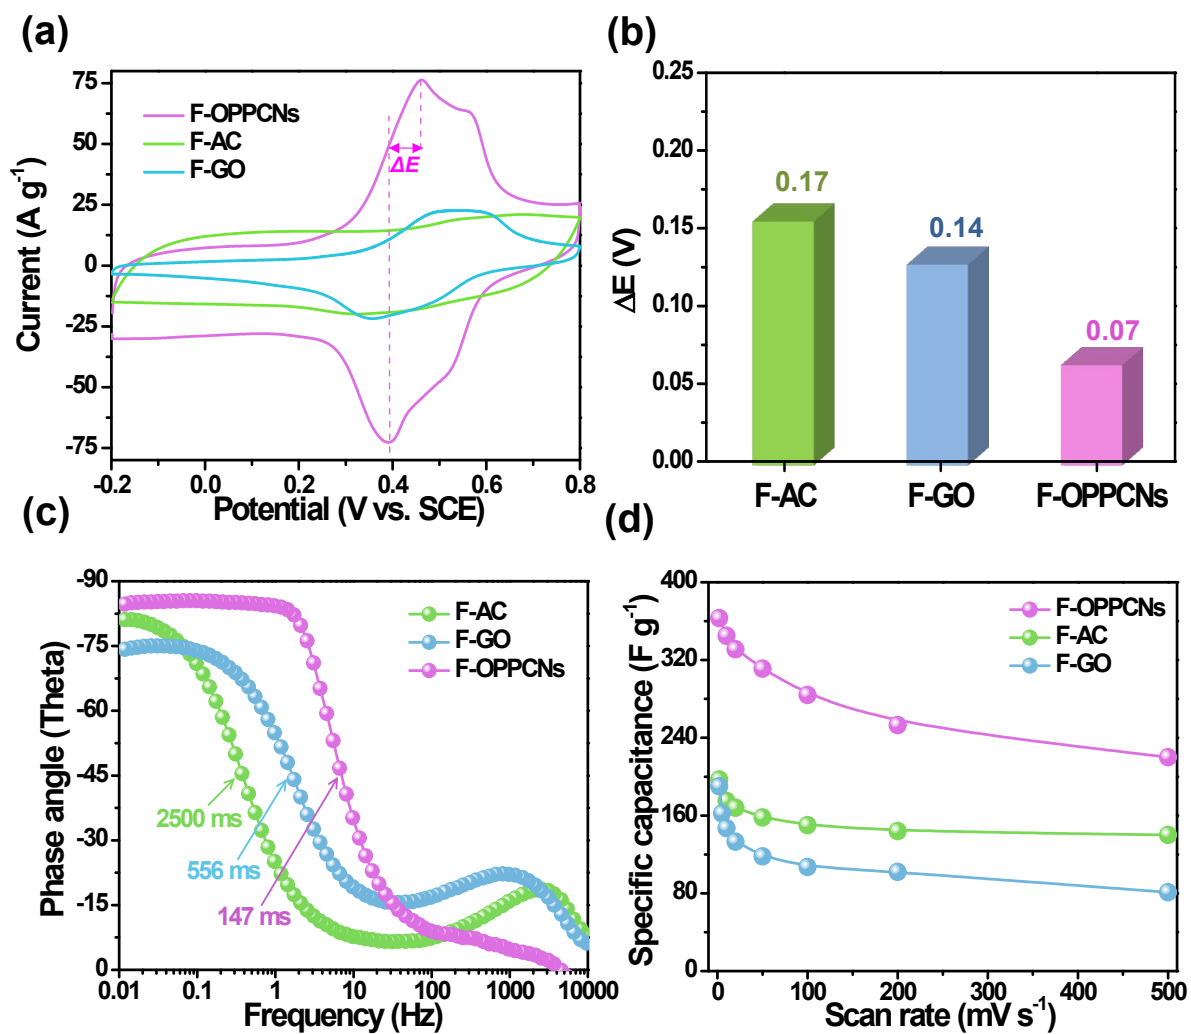 (a)
75
50
25
0
-25
-50
-75
Current (A g⁻¹)
F-OPPCNs
F-AC
F-GO
ΔE
-0.2 0.0 0.2 0.4 0.6 0.8
Potential (V vs. SCE)
(b)
0.25
0.20
0.15
0.10
0.05
0.00
ΔE (V)
0.17
0.14
0.07
F-AC F-GO F-OPPCNs
(c)
-90
-75
-60
-45
-30
-15
0
Phase angle (Theta)
F-AC
F-GO
F-OPPCNs
2500 ms
556 ms
147 ms
0.01 0.1 1 10 100 1000 10000
Frequency (Hz)
(d)
400
320
240
160
80
0
Specific capacitance (F g⁻¹)
F-OPPCNs
F-AC
F-GO
0 100 200 300 400 500
Scan rate (mV s⁻¹)